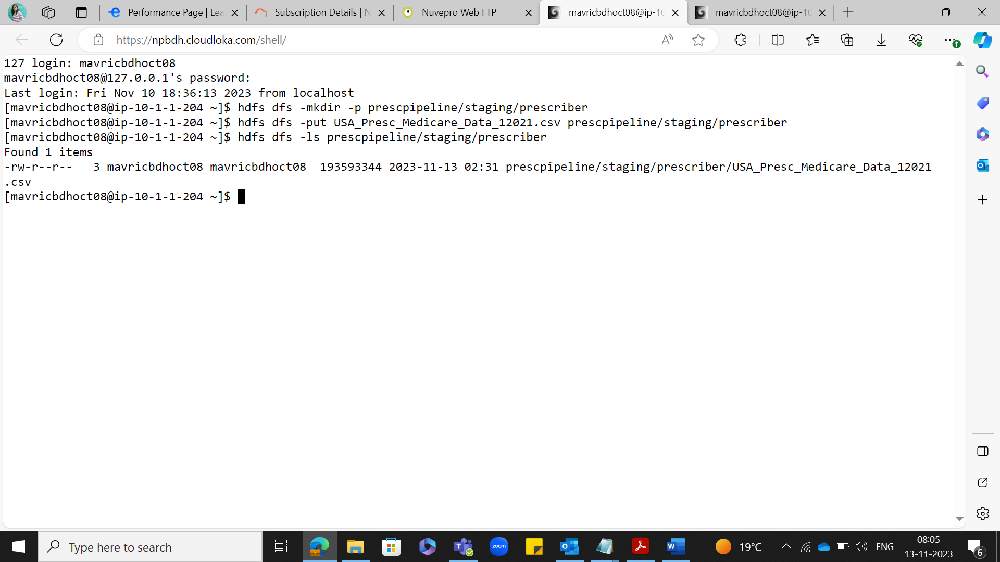 Performance Page | Lea
Subscription Details | N
Nuvepro Web FTP
mavricbdhoct08@ip-10
mavricbdhoct08@ip-10
https://npbdh.cloudloka.com/shell/
127 login: mavricbdhoct08
mavricbdhoct08@127.0.0.1's password:
Last login: Fri Nov 10 18:36:13 2023 from localhost
[mavricbdhoct08@ip-10-1-1-204 ~]$ hdfs dfs -mkdir -p prescpipeline/staging/prescriber
[mavricbdhoct08@ip-10-1-1-204 ~]$ hdfs dfs -put USA_Presc_Medicare_Data_12021.csv prescpipeline/staging/prescriber
[mavricbdhoct08@ip-10-1-1-204 ~]$ hdfs dfs -ls prescpipeline/staging/prescriber
Found 1 items
-rw-r--r--   3 mavricbdhoct08 mavricbdhoct08  193593344 2023-11-13 02:31 prescpipeline/staging/prescriber/USA_Presc_Medicare_Data_12021
.csv
[mavricbdhoct08@ip-10-1-1-204 ~]$
Type here to search
zoom
19°C
ENG
08:05
13-11-2023
6